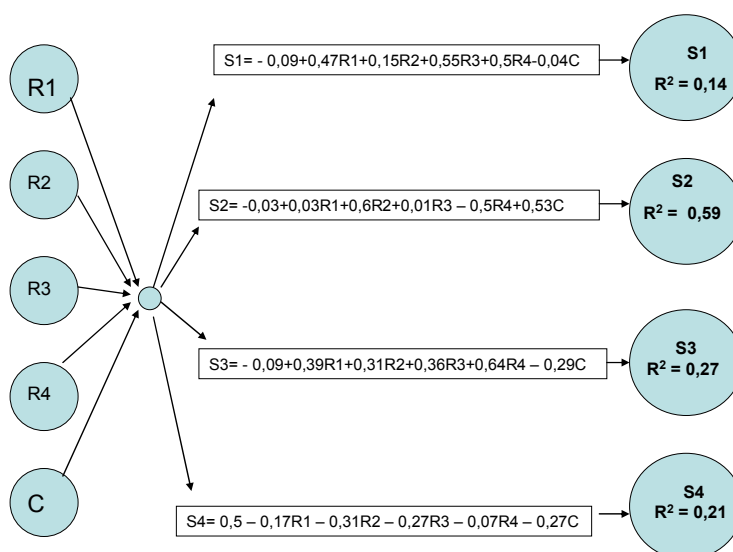 R1
R2
R3
R4
C
S1= - 0,09+0,47R1+0,15R2+0,55R3+0,5R4-0,04C
S1
R² = 0,14
S2= -0,03+0,03R1+0,6R2+0,01R3 – 0,5R4+0,53C
S2
R² = 0,59
S3= - 0,09+0,39R1+0,31R2+0,36R3+0,64R4 – 0,29C
S3
R² = 0,27
S4= 0,5 – 0,17R1 – 0,31R2 – 0,27R3 – 0,07R4 – 0,27C
S4
R² = 0,21